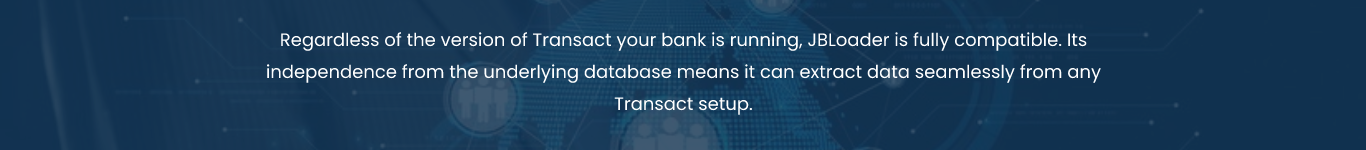 Regardless of the version of Transact your bank is running, JBLoader is fully compatible. Its
independence from the underlying database means it can extract data seamlessly from any
Transact setup.